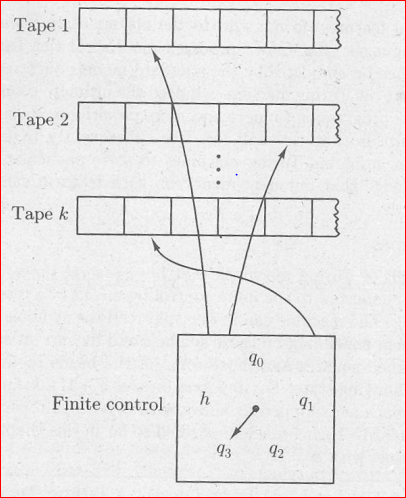 Tape 1
Tape 2
Tape k
q₀
h
q₁
Finite control
q₃
q₂